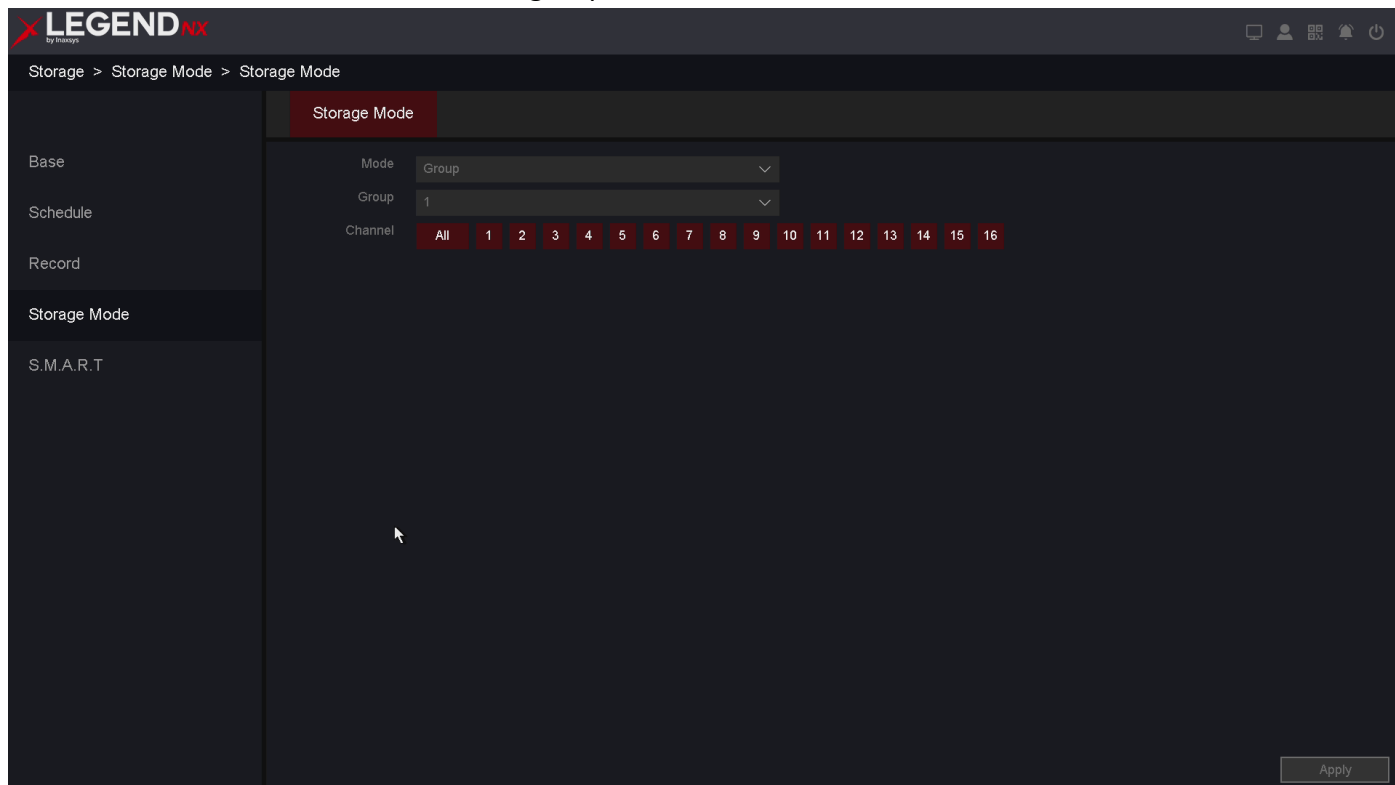 LEGEND NX
by Inaxsys
Storage > Storage Mode > Storage Mode
Storage Mode
Base
Schedule
Record
Storage Mode
S.M.A.R.T
Mode Group
Group 1
Channel All 1 2 3 4 5 6 7 8 9 10 11 12 13 14 15 16
Apply